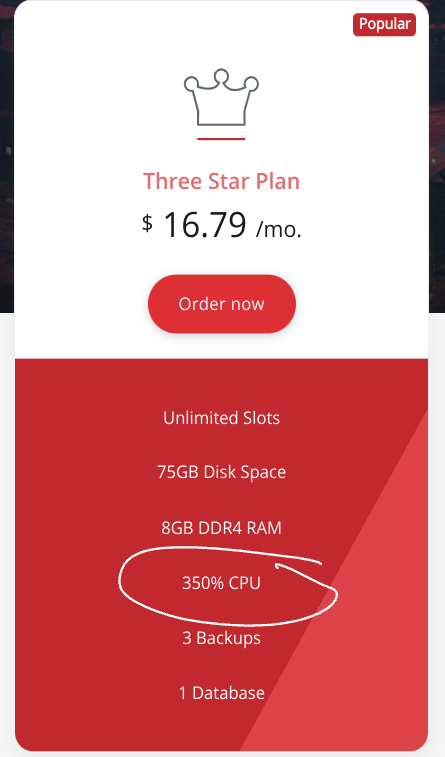 Popular
Three Star Plan
$ 16.79 /mo.
Order now
Unlimited Slots
75GB Disk Space
8GB DDR4 RAM
350% CPU
3 Backups
1 Database